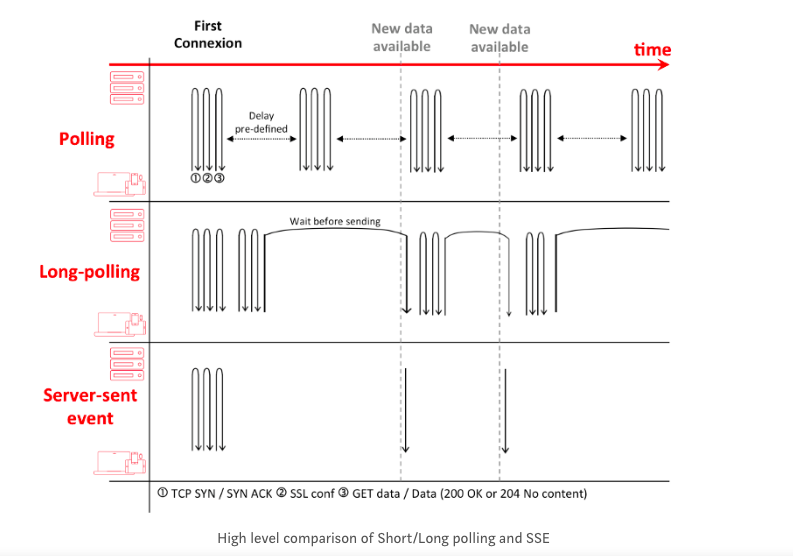 First
Connexion
New data
available
New data
available
time
Polling
Delay
pre-defined
①②③
Long-polling
Wait before sending
Server-sent
event
① TCP SYN / SYN ACK ② SSL conf ③ GET data / Data (200 OK or 204 No content)
High level comparison of Short/Long polling and SSE